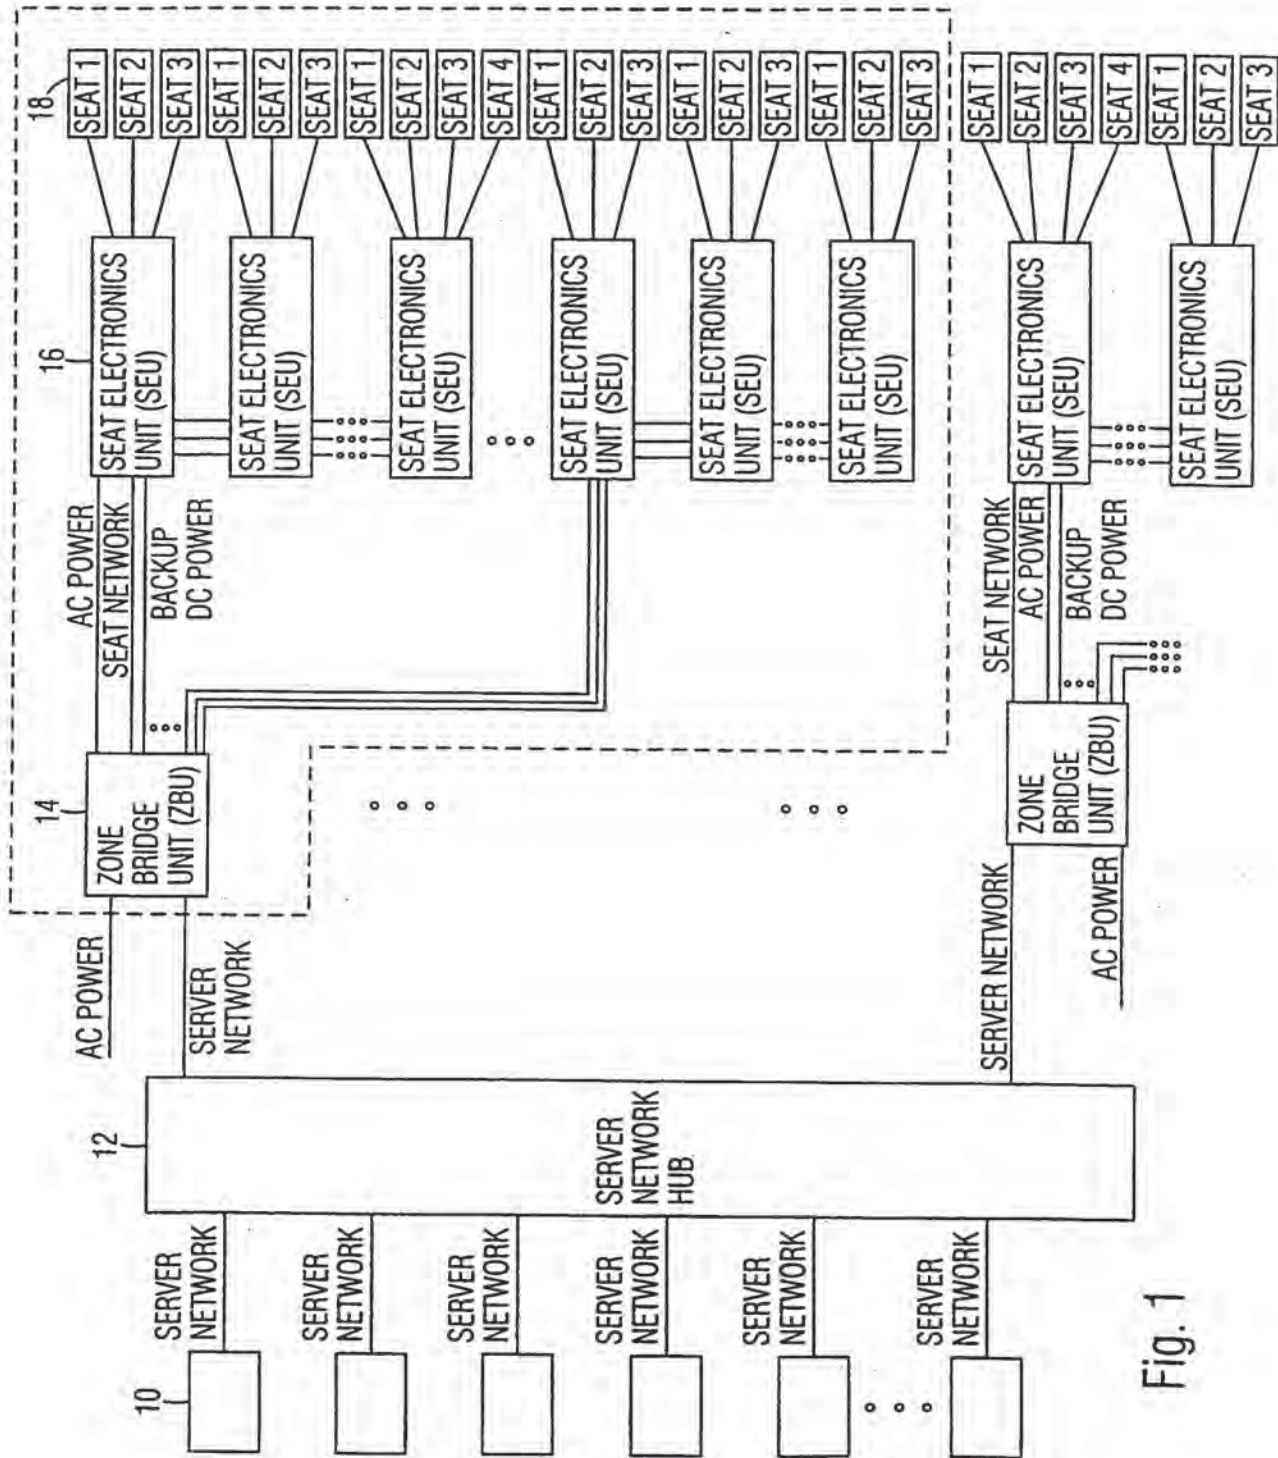 10
SERVER
NETWORK
SERVER
NETWORK
SERVER
NETWORK
SERVER
NETWORK
SERVER
NETWORK
SERVER
NETWORK
12
SERVER
NETWORK
HUB
AC POWER
SERVER
NETWORK
SERVER NETWORK
AC POWER
14
ZONE
BRIDGE
UNIT (ZBU)
ZONE
BRIDGE
UNIT (ZBU)
AC POWER
SEAT NETWORK
BACKUP
DC POWER
SEAT NETWORK
AC POWER
BACKUP
DC POWER
16
SEAT ELECTRONICS
UNIT (SEU)
SEAT ELECTRONICS
UNIT (SEU)
SEAT ELECTRONICS
UNIT (SEU)
SEAT ELECTRONICS
UNIT (SEU)
SEAT ELECTRONICS
UNIT (SEU)
SEAT ELECTRONICS
UNIT (SEU)
SEAT ELECTRONICS
UNIT (SEU)
SEAT ELECTRONICS
UNIT (SEU)
18
SEAT 1
SEAT 2
SEAT 3
SEAT 1
SEAT 2
SEAT 3
SEAT 1
SEAT 2
SEAT 3
SEAT 4
SEAT 1
SEAT 2
SEAT 3
SEAT 1
SEAT 2
SEAT 3
SEAT 1
SEAT 2
SEAT 3
SEAT 1
SEAT 2
SEAT 3
SEAT 4
SEAT 1
SEAT 2
SEAT 3
Fig. 1